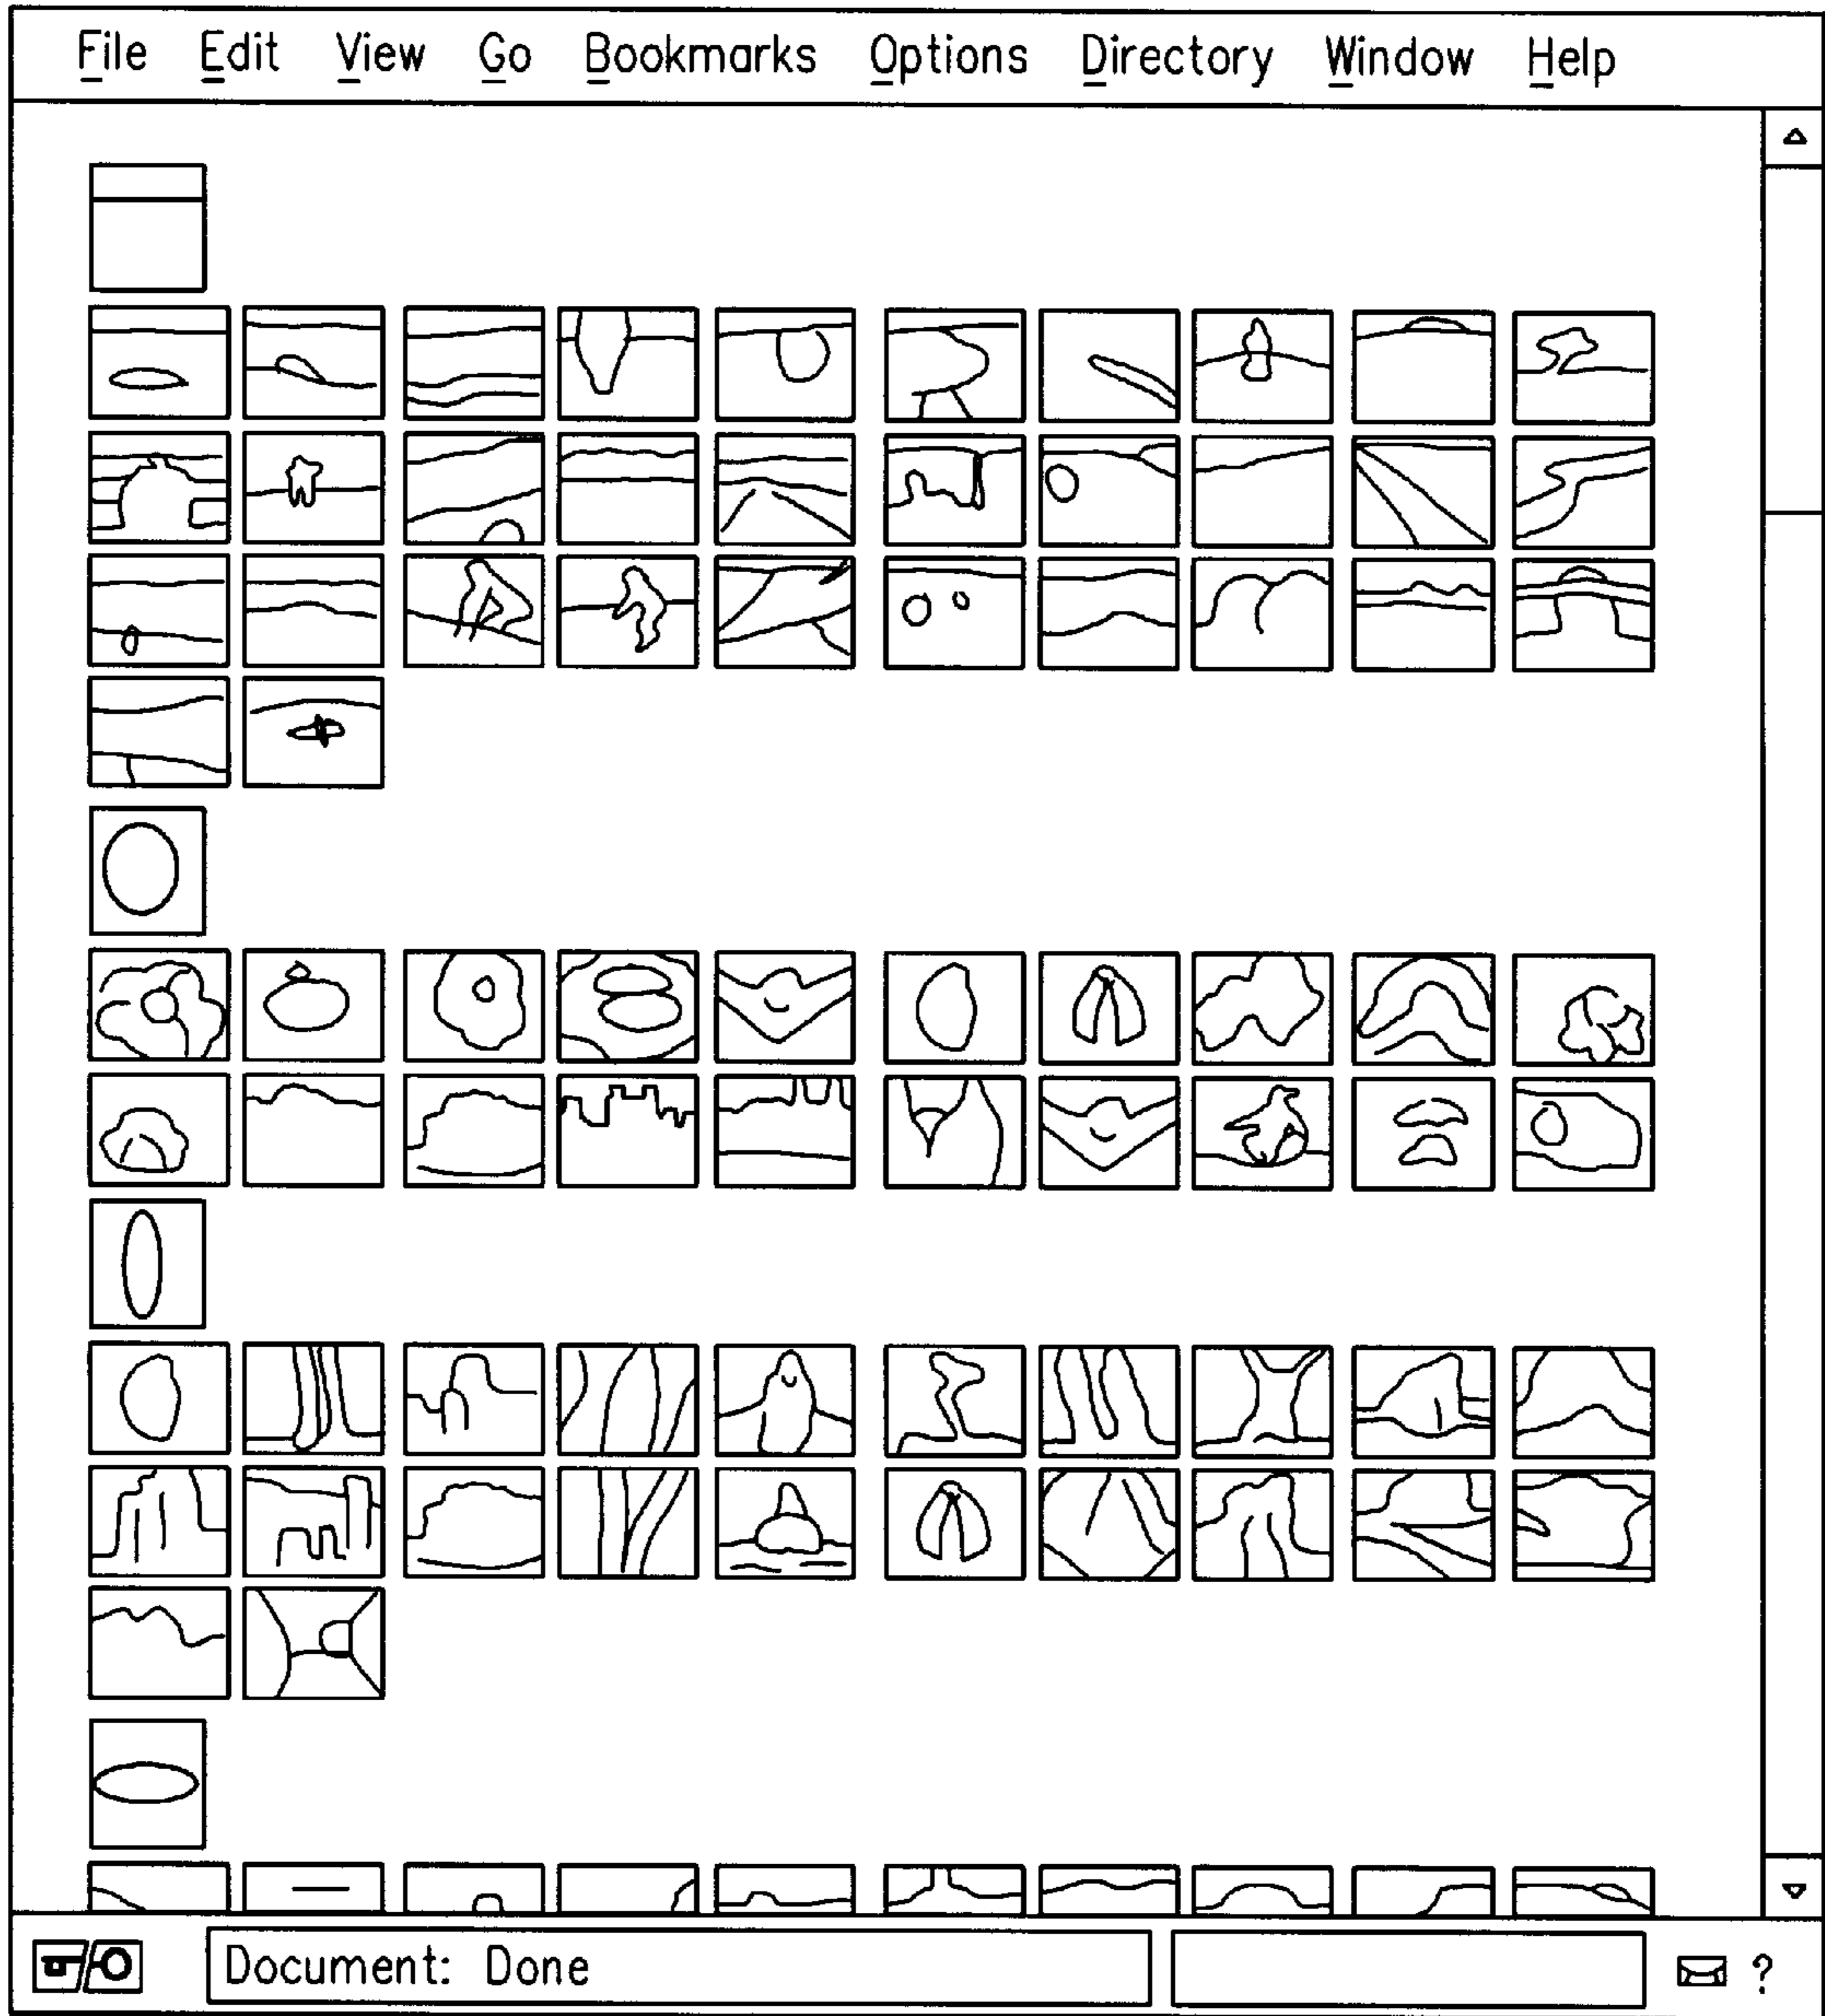 File Edit View Go Bookmarks Options Directory Window Help
Document: Done
?